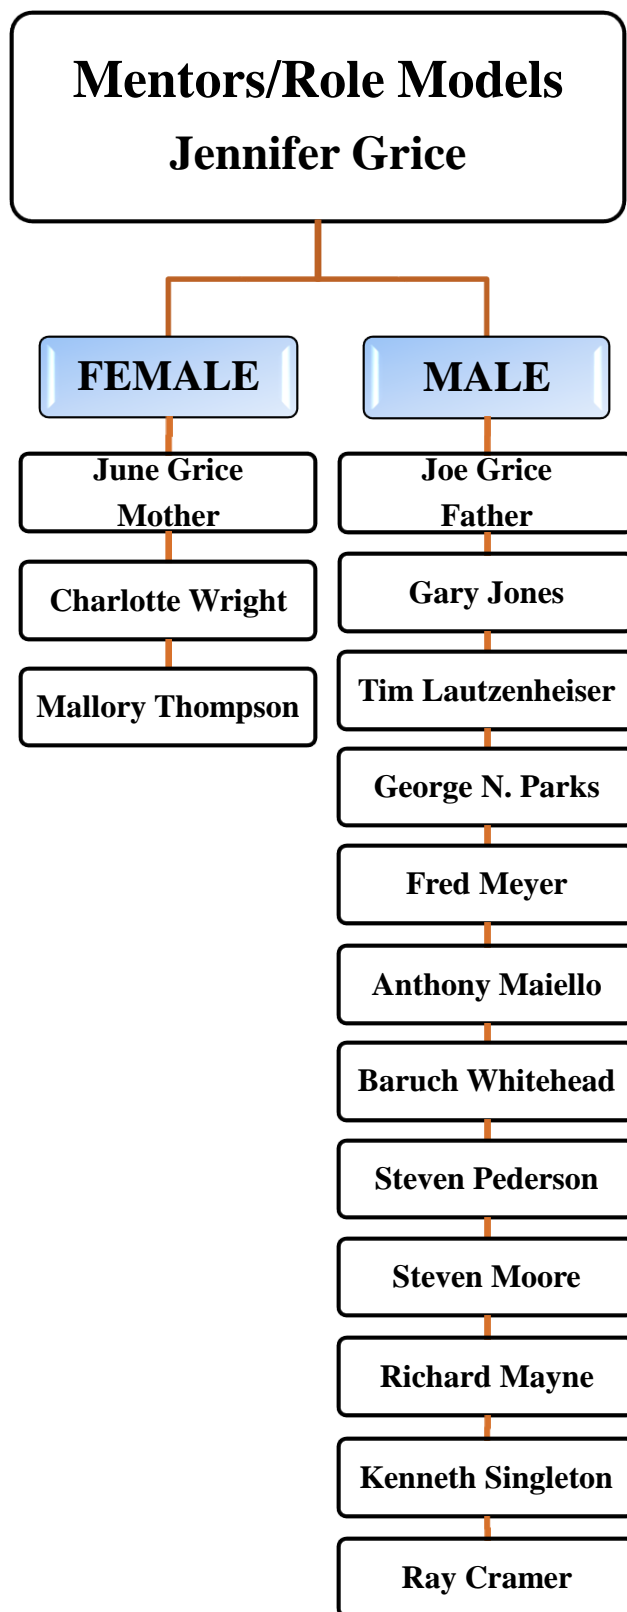 Mentors/Role Models
Jennifer Grice
FEMALE
MALE
June Grice
Mother
Charlotte Wright
Mallory Thompson
Joe Grice
Father
Gary Jones
Tim Lautzenheiser
George N. Parks
Fred Meyer
Anthony Maiello
Baruch Whitehead
Steven Pederson
Steven Moore
Richard Mayne
Kenneth Singleton
Ray Cramer